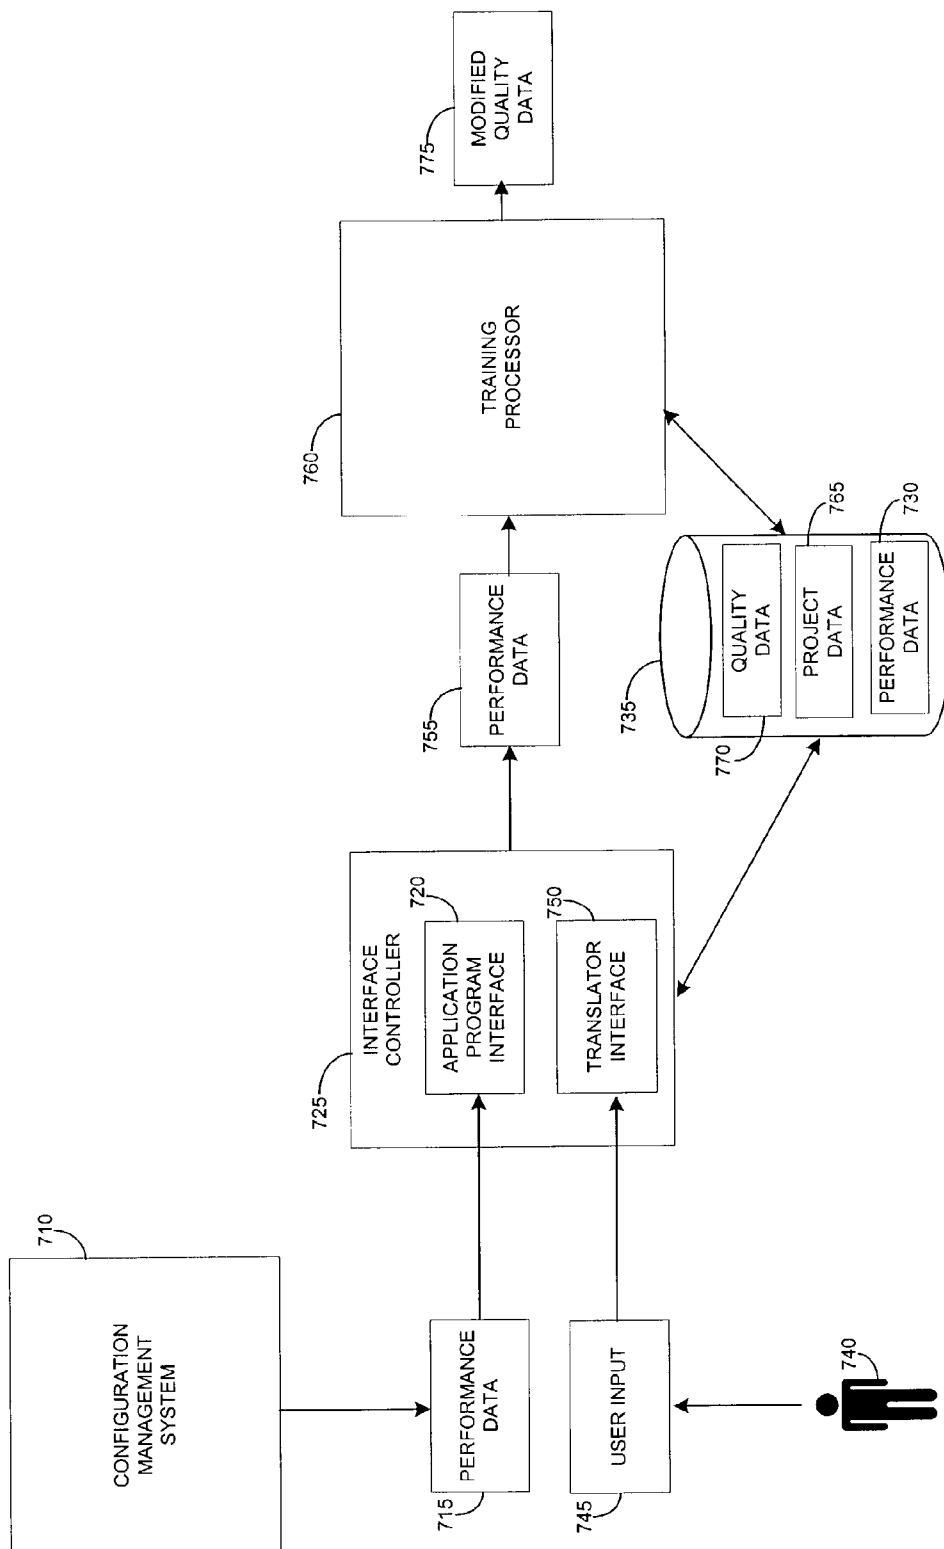 710
CONFIGURATION
MANAGEMENT
SYSTEM
PERFORMANCE
DATA
715
USER INPUT
745
740
725
INTERFACE
CONTROLLER
720
APPLICATION
PROGRAM
INTERFACE
750
TRANSLATOR
INTERFACE
755
PERFORMANCE
DATA
760
TRAINING
PROCESSOR
735
QUALITY
DATA
770
PROJECT
DATA
765
PERFORMANCE
DATA
730
775
MODIFIED
QUALITY
DATA